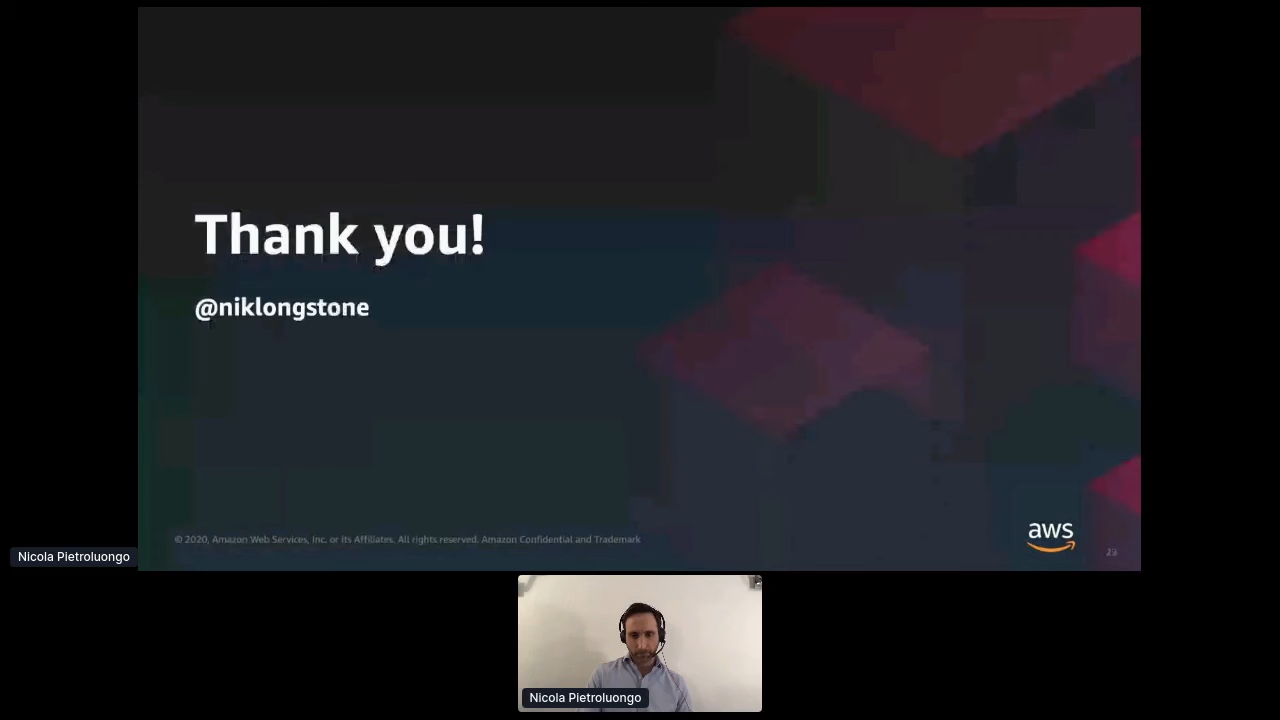 Thank you!
@niklongstone
© 2020, Amazon Web Services, Inc. or its Affiliates. All rights reserved. Amazon Confidential and Trademark
aws
23
Nicola Pietroluongo
Nicola Pietroluongo